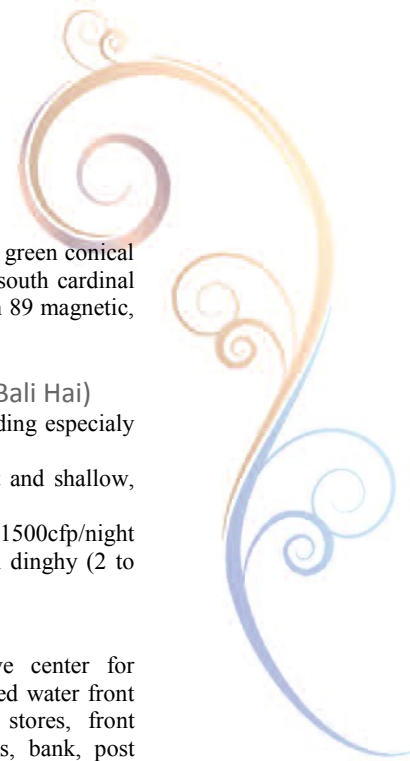 green conical
south cardinal
89 magnetic,
Bali Hai)
ding especialy
and shallow,
1500cfp/night
dinghy (2 to
center for
ed water front
stores, front
bank, post